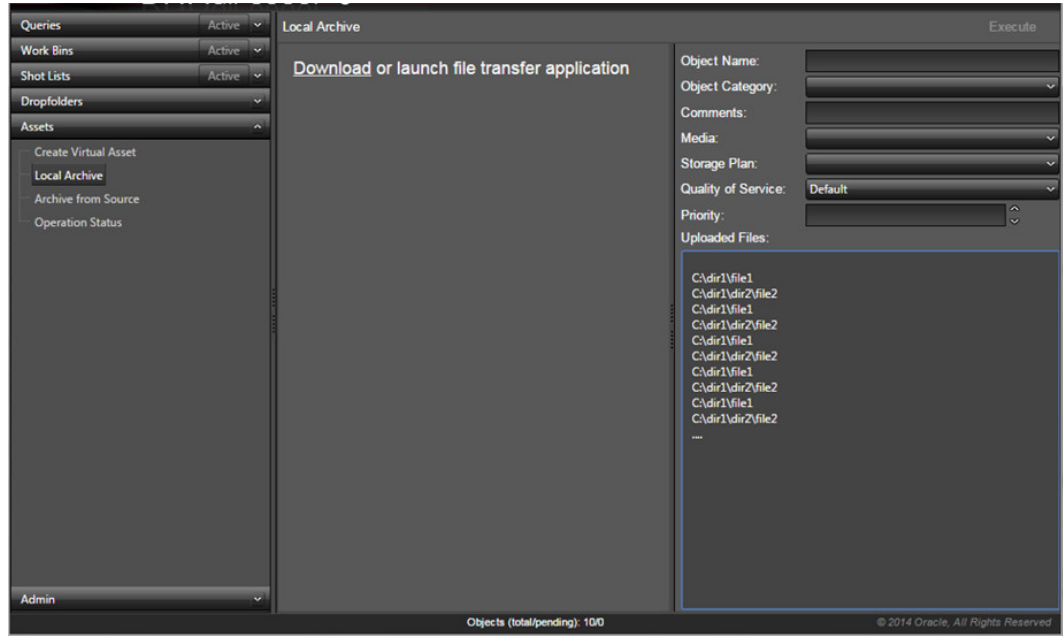 Queries Active
Work Bins Active
Shot Lists Active
Dropfolders
Assets
Create Virtual Asset
Local Archive
Archive from Source
Operation Status
Admin
Local Archive
Execute
Download or launch file transfer application
Object Name:
Object Category:
Comments:
Media:
Storage Plan:
Quality of Service: Default
Priority:
Uploaded Files:
C:\dir1\file1
C:\dir1\dir2\file2
C:\dir1\file1
C:\dir1\dir2\file2
C:\dir1\file1
C:\dir1\dir2\file2
C:\dir1\file1
C:\dir1\dir2\file2
C:\dir1\file1
C:\dir1\dir2\file2
....
Objects (total/pending): 10/0
© 2014 Oracle, All Rights Reserved